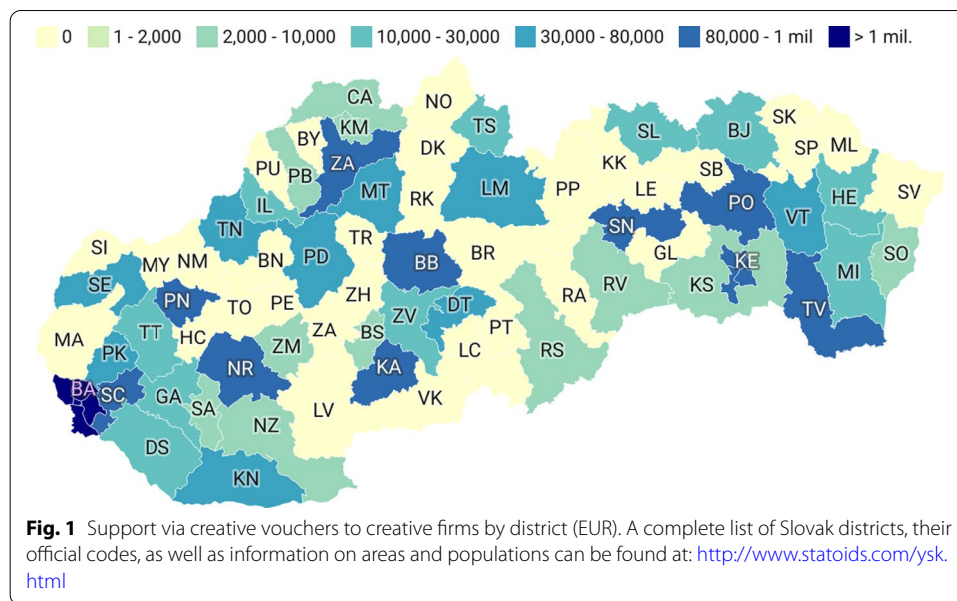 0 1 - 2,000 2,000 - 10,000 10,000 - 30,000 30,000 - 80,000 80,000 - 1 mil > 1 mil.
CA NO
KM TS SL BJ SK
BY DK SP ML
PU PB ZA KK SB
MT RK LM PP LE HE SV
IL PO VT
TN TR SN
SI BN PD BB BR GL KE SO
MY NM MI
SE PN TO PE ZH RA RV KS
DT TV
MA TT HC ZA BS ZV PT
PK ZM LC RS
BA SC NR KA
GA SA LV VK
NZ
DS
KN
Fig. 1 Support via creative vouchers to creative firms by district (EUR). A complete list of Slovak districts, their
official codes, as well as information on areas and populations can be found at: http://www.statoids.com/ysk.
html